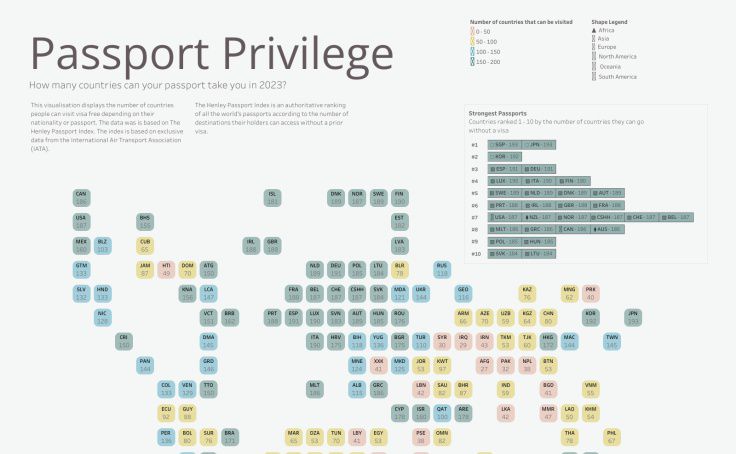 Passport Privilege
How many countries can your passport take you in 2023?
This visualisation displays the number of countries
people can visit visa free depending on their
nationality or passport. The data was is based on The
Henley Passport Index. The index is based on exclusive
data from the International Air Transport Association
(IATA).
The Henley Passport Index is an authoritative ranking
of all the world's passports according to the number of
destinations their holders can access without a prior
visa.
Number of countries that can be visited
0 - 50
50 - 100
100 - 150
150 - 200
Shape Legend
Africa
Asia
Europe
North America
Oceania
South America
Strongest Passports
Countries ranked 1 - 10 by the number of countries they can go
without a visa
#1 SGP - 193 JPN - 193
#2 KOR - 192
#3 ESP - 191 DEU - 191
#4 LUX - 190 ITA - 190 FIN - 190
#5 SWE - 189 NLD - 189 DNK - 189 AUT - 189
#6 PRT - 188 IRL - 188 GBR - 188 FRA - 188
#7 USA - 187 NZL - 187 NOR - 187 CSHH - 187 CHE - 187 BEL - 187
#8 MLT - 186 GRC - 186 CAN - 186 AUS - 186
#9 POL - 185 HUN - 185
#10 SVK - 184 LTU - 184
CAN ISL DNK NOR SWE FIN
186 181 189 187 189 190
USA BHS EST
187 155 182
MEX BLZ CUB IRL GBR LVA
103 65 188 188 183
GTM JAM HTI DOM ATG NLD DEU POL LTU BLR RUS
133 87 49 70 150 189 191 185 184 78 118
SLV HND KNA LCA FRA BEL CHE CSHH SVK MDA UKR GEO KAZ MNG PRK
132 133 156 147 188 187 187 187 184 121 144 116 76 62 40
NIC VCT BRB PRT ESP LUX SVN AUT HUN ROU ARM AZE UZB KGZ CHN KOR JPN
128 151 162 188 191 190 189 185 66 70 59 64 80 192 193
CRI DMA ITA HRV BIH YUG BGR TUR SYR IRQ IRN TKM TJK HKG MAC TWN
150 145 190 118 110 30 29 43 53 60 172 144 145
PAN GRD MNE XXK MKD JOR KWT AFG PAK NPL BTN
144 146 124 41 125 53 97 27 32 38 53
COL VEN TTO MLT ALB GRC LBN SAU BHR IND BGD VNM
133 129 150 186 115 186 42 82 87 59 41 55
ECU GUY CYP ISR QAT ARE LKA MMR LAO KHM
92 88 178 100 179 42 47 50 54
PER BOL SUR BRA MAR DZA TUN LBY EGY PSE OMN THA PHL
136 80 76 171 65 53 70 41 53 38 82 78 67